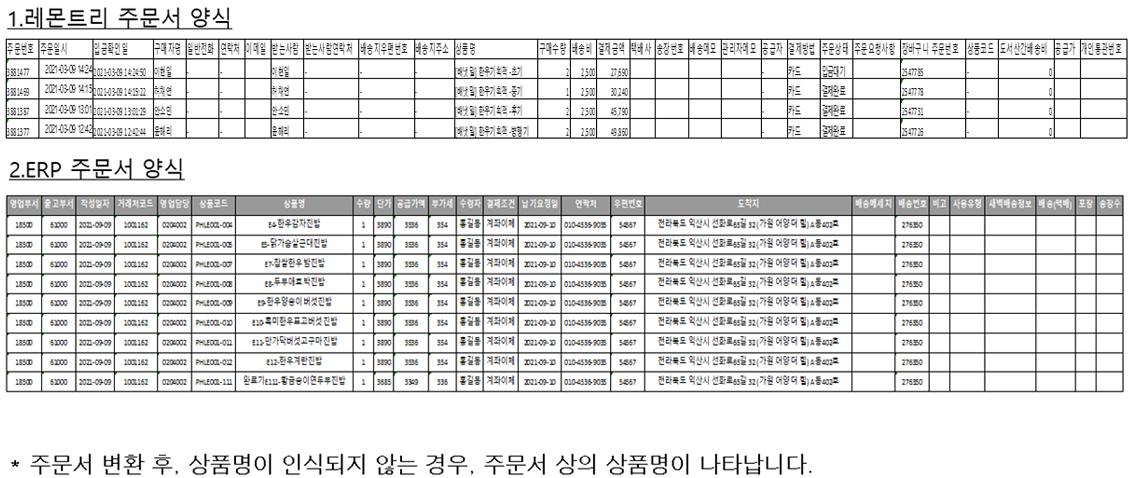 1.레몬트리 주문서 양식
주문번호 주문일시 입금확인일 구매자명 일반전화 연락처 이메일 받는사람 받는사람연락처 배송지우편번호 배송지주소 상품명 구매수량 배송비 결제금액 택배사 송장번호 배송메모 관리자메모 공급자 결제방법 주문상태 주문요청사항 장바구니 주문번호 상품코드 도서산간배송비 공급가 개인통관번호
3881477 2021-03-09 14:24 2021-03-09 14:24:50 이현일 - - 이현일 - - - [배냇밀] 한우기획적 -초기 2 2,500 27,690 - 카드 입금대기 2547785 - 0
3881469 2021-03-09 14:15 2021-03-09 14:15:22 허채연 - - 허채연 - - - [배냇밀] 한우기획적 -중기 1 2,500 30,240 - 카드 결제완료 2547778 - 0
3881387 2021-03-09 13:01 2021-03-09 13:01:29 안소민 - - 안소민 - - - [배냇밀] 한우기획적 -후기 2 2,500 45,790 - 카드 결제완료 2547731 - 0
3881377 2021-03-09 12:42 2021-03-09 12:42:44 윤해리 - - 윤해리 - - - [배냇밀] 한우기획적 -병행기 2 2,500 49,860 - 카드 결제완료 2547726 - 0
2.ERP 주문서 양식
영업부서 출고부서 작성일자 거래처코드 영업담당 상품코드 상품명 수량 단가 공급가액 부가세 수령자 결제조건 납기요청일 연락처 우편번호 도착지 배송메세지 배송번호 비고 사용유형 새벽배송정보 배송(택배) 포장 송장수
18500 61000 2021-09-09 1001162 0204002 PHLE001-004 E4-한우감자진밥 1 3890 3536 354 홍길동 계좌이체 2021-09-10 010-4536-9035 54567 전라북도 익산시 선화로65길 32 (가원 어양 더 힐) A동402호 276350
18500 61000 2021-09-09 1001162 0204002 PHLE001-005 E5-닭가슴살근대진밥 1 3890 3536 354 홍길동 계좌이체 2021-09-10 010-4536-9035 54567 전라북도 익산시 선화로65길 32 (가원 어양 더 힐) A동402호 276350
18500 61000 2021-09-09 1001162 0204002 PHLE001-007 E7-찹쌀한우밤진밥 1 3890 3536 354 홍길동 계좌이체 2021-09-10 010-4536-9035 54567 전라북도 익산시 선화로65길 32 (가원 어양 더 힐) A동402호 276350
18500 61000 2021-09-09 1001162 0204002 PHLE001-008 E8-두부애호박진밥 1 3890 3536 354 홍길동 계좌이체 2021-09-10 010-4536-9035 54567 전라북도 익산시 선화로65길 32 (가원 어양 더 힐) A동402호 276350
18500 61000 2021-09-09 1001162 0204002 PHLE001-009 E9-한우양송이버섯진밥 1 3890 3536 354 홍길동 계좌이체 2021-09-10 010-4536-9035 54567 전라북도 익산시 선화로65길 32 (가원 어양 더 힐) A동402호 276350
18500 61000 2021-09-09 1001162 0204002 PHLE001-010 E10-흑미한우표고버섯진밥 1 3890 3536 354 홍길동 계좌이체 2021-09-10 010-4536-9035 54567 전라북도 익산시 선화로65길 32 (가원 어양 더 힐) A동402호 276350
18500 61000 2021-09-09 1001162 0204002 PHLE001-011 E11-만가닥버섯고구마진밥 1 3890 3536 354 홍길동 계좌이체 2021-09-10 010-4536-9035 54567 전라북도 익산시 선화로65길 32 (가원 어양 더 힐) A동402호 276350
18500 61000 2021-09-09 1001162 0204002 PHLE001-012 E12-한우계란진밥 1 3890 3536 354 홍길동 계좌이체 2021-09-10 010-4536-9035 54567 전라북도 익산시 선화로65길 32 (가원 어양 더 힐) A동402호 276350
18500 61000 2021-09-09 1001162 0204002 PHLE001-111 완료기E111-황금송이연두부진밥 1 3685 3349 336 홍길동 계좌이체 2021-09-10 010-4536-9035 54567 전라북도 익산시 선화로65길 32 (가원 어양 더 힐) A동402호 276350
* 주문서 변환 후, 상품명이 인식되지 않는 경우, 주문서 상의 상품명이 나타납니다.